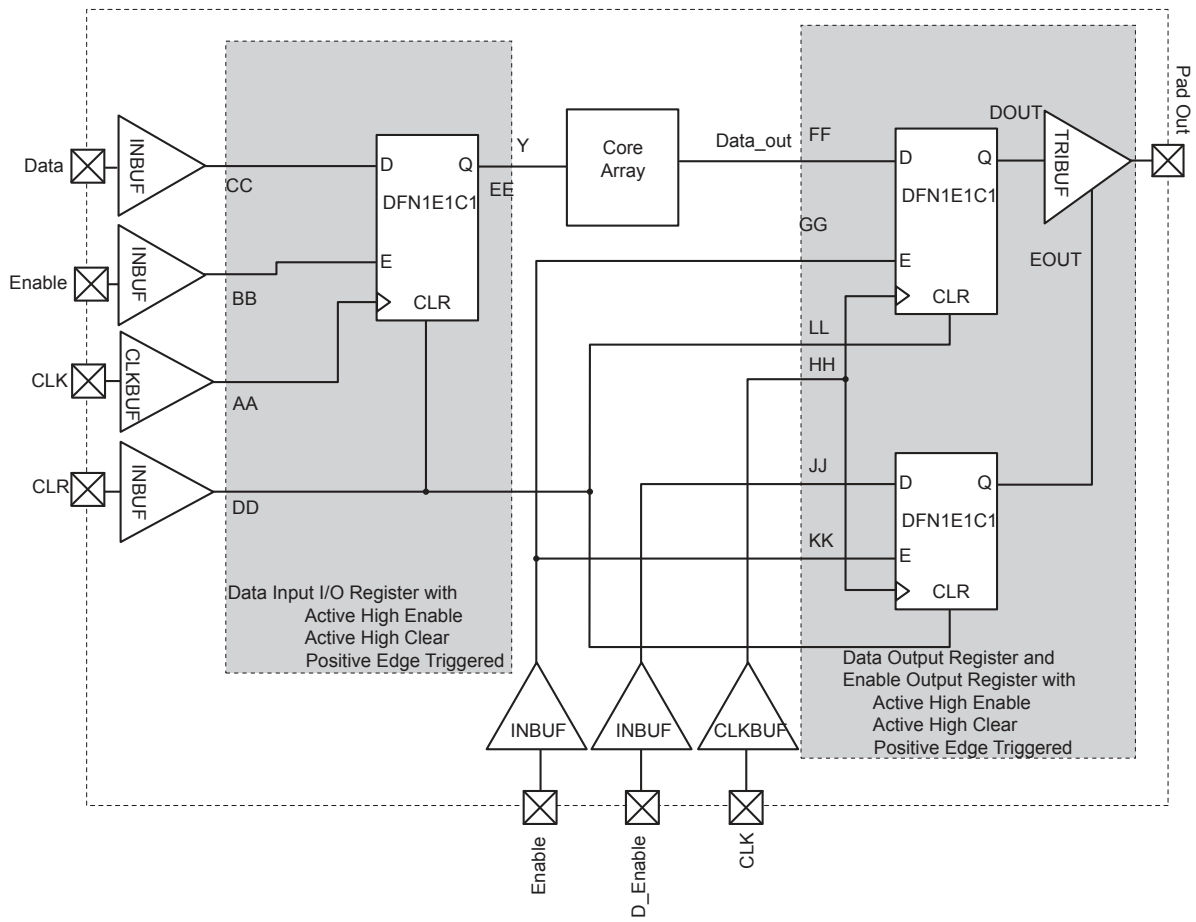 Data
INBUF
CC
Enable
INBUF
BB
CLK
CLKBUF
AA
CLR
INBUF
DD
D
Q
DFN1E1C1
E
CLR
Y
EE
Core
Array
Data_out
FF
GG
LL
HH
JJ
KK
D
Q
DFN1E1C1
E
CLR
DOUT
TRIBUF
EOUT
Pad Out
D
Q
DFN1E1C1
E
CLR
Data Input I/O Register with
Active High Enable
Active High Clear
Positive Edge Triggered
Data Output Register and
Enable Output Register with
Active High Enable
Active High Clear
Positive Edge Triggered
INBUF
INBUF
CLKBUF
Enable
D_Enable
CLK